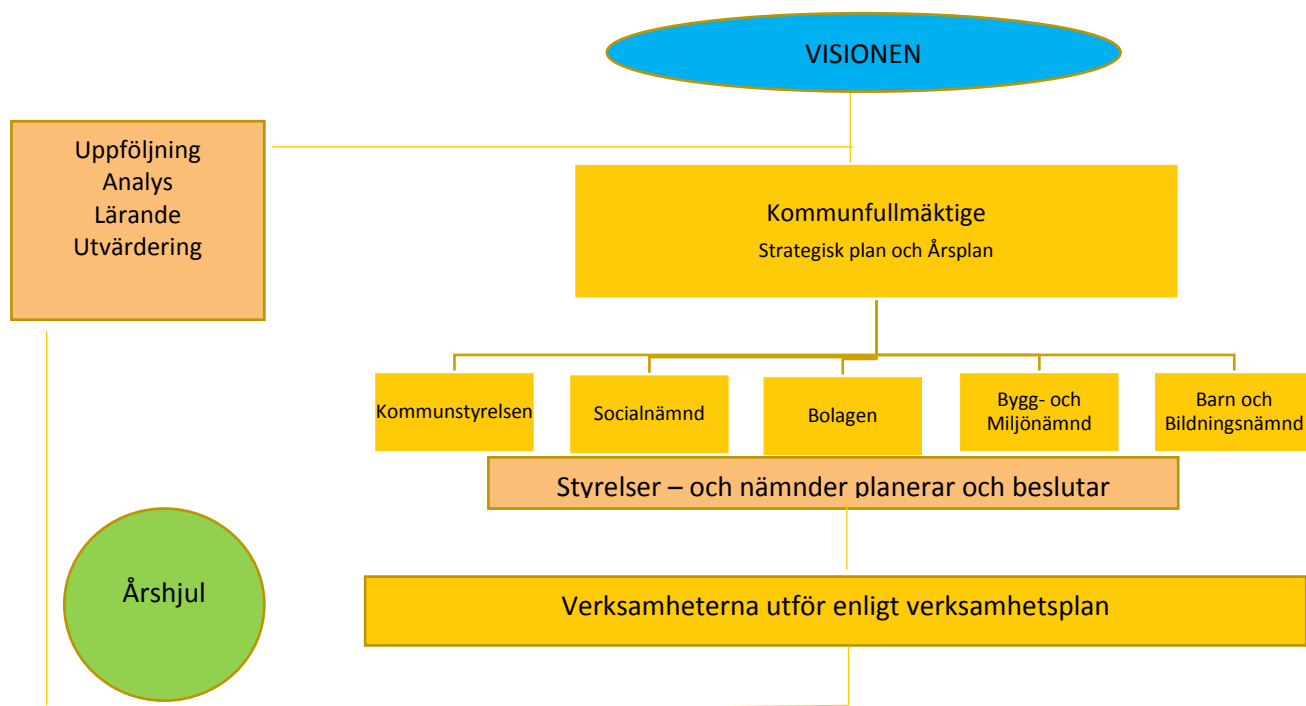 VISIONEN
Uppföljning
Analys
Lärande
Utvärdering
Kommunfullmäktige
Strategisk plan och Årsplan
Kommunstyrelsen
Socialnämnd
Bolagen
Bygg- och
Miljönämnd
Barn och
Bildningsnämnd
Styrelser – och nämnder planerar och beslutar
Årshjul
Verksamheterna utför enligt verksamhetsplan